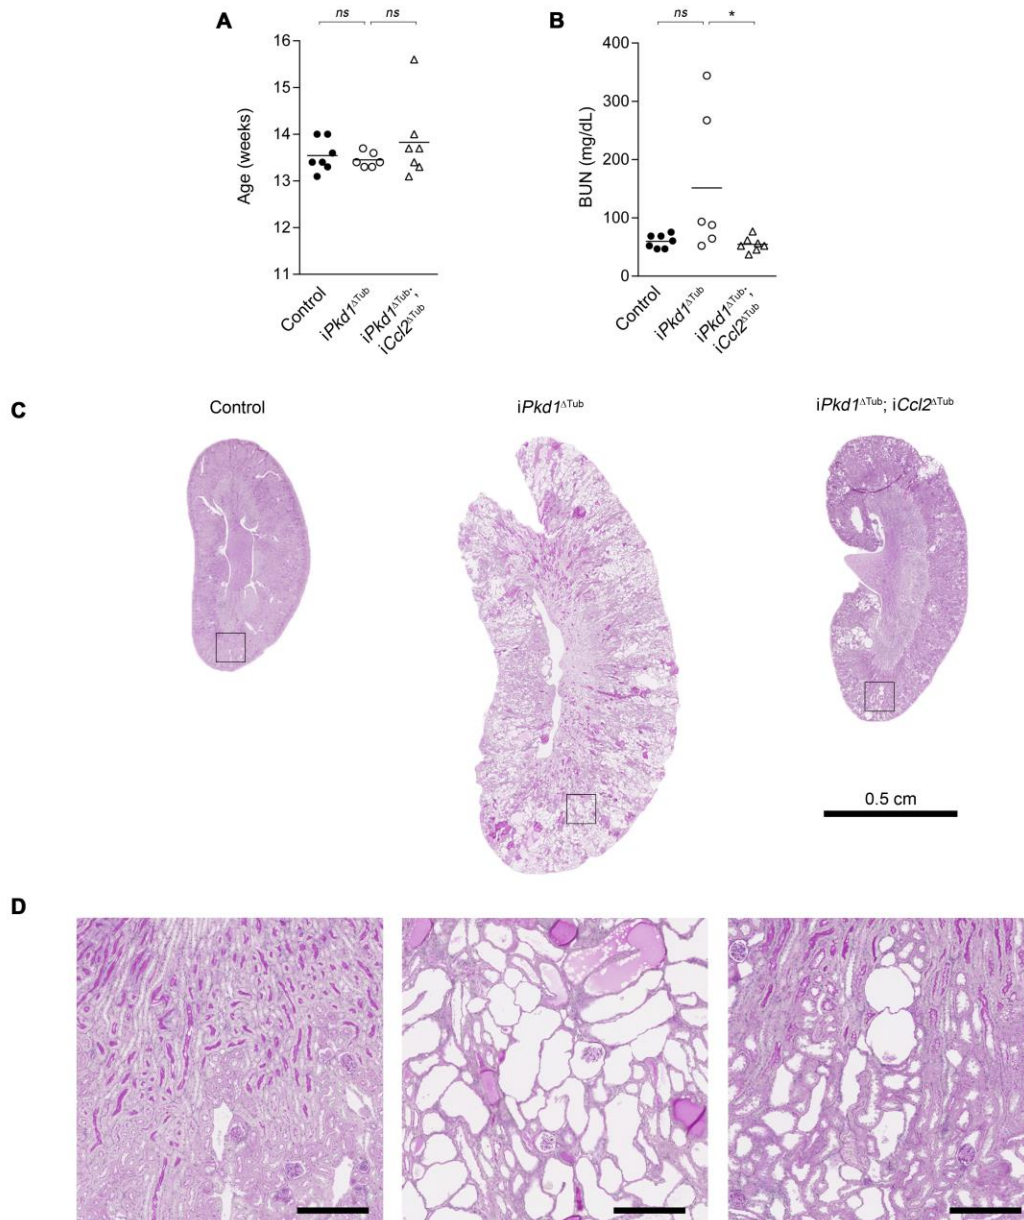 A
ns
ns
Age (weeks)
16
15
14
13
12
11
Control
iPkd1ΔTub
iPkd1ΔTub;
iCcl2ΔTub
B
ns
*
BUN (mg/dL)
400
300
200
100
0
Control
iPkd1ΔTub
iPkd1ΔTub;
iCcl2ΔTub
C
Control
iPkd1ΔTub
iPkd1ΔTub; iCcl2ΔTub
0.5 cm
D